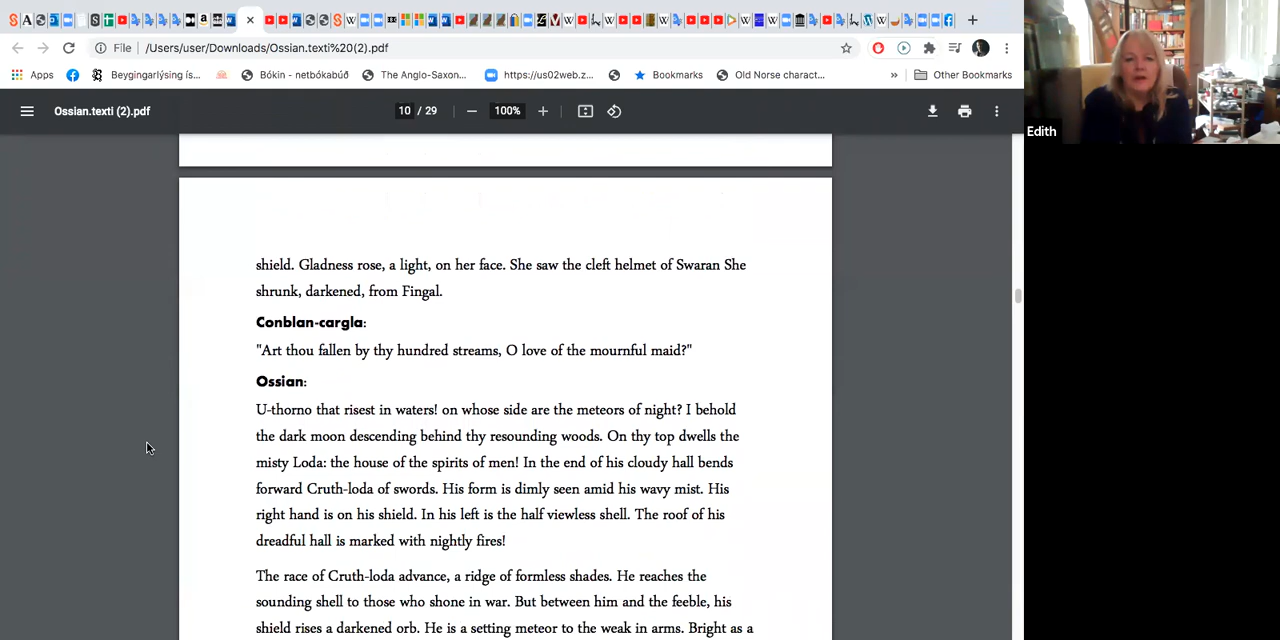 File /Users/user/Downloads/Ossian.texti%20(2).pdf
Apps Beygingarlýsing ís... Bókin - netbókabúð The Anglo-Saxon... https://us02web.z... Bookmarks Old Norse charact... » Other Bookmarks
Ossian.texti (2).pdf 10 / 29 100%
Edith
shield. Gladness rose, a light, on her face. She saw the cleft helmet of Swaran She
shrunk, darkened, from Fingal.
Conblan-cargla:
"Art thou fallen by thy hundred streams, O love of the mournful maid?"
Ossian:
U-thorno that risest in waters! on whose side are the meteors of night? I behold
the dark moon descending behind thy resounding woods. On thy top dwells the
misty Loda: the house of the spirits of men! In the end of his cloudy hall bends
forward Cruth-loda of swords. His form is dimly seen amid his wavy mist. His
right hand is on his shield. In his left is the half viewless shell. The roof of his
dreadful hall is marked with nightly fires!
The race of Cruth-loda advance, a ridge of formless shades. He reaches the
sounding shell to those who shone in war. But between him and the feeble, his
shield rises a darkened orb. He is a setting meteor to the weak in arms. Bright as a